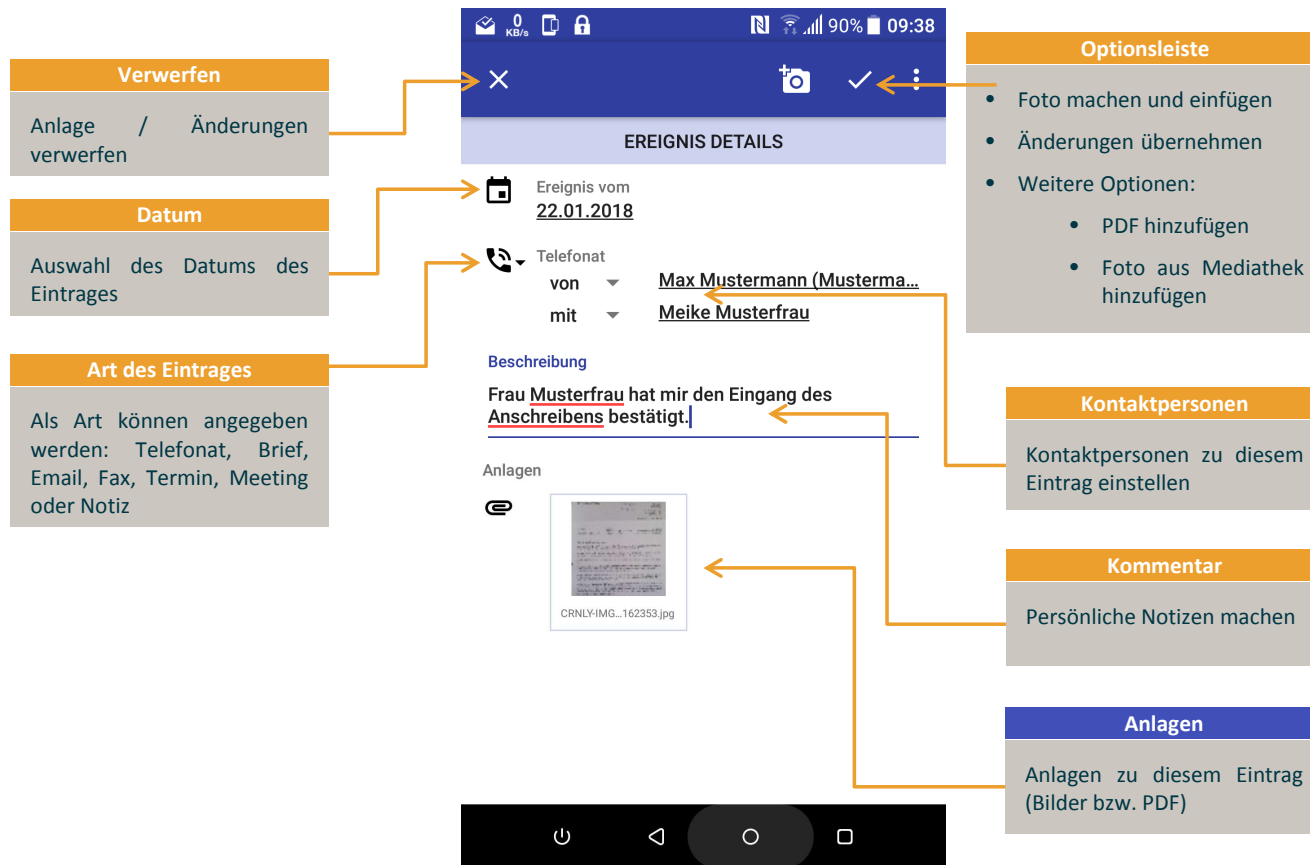 Verwerfen
Anlage / Änderungen
verwerfen
Datum
Auswahl des Datums des
Eintrages
Art des Eintrages
Als Art können angegeben
werden: Telefonat, Brief,
Email, Fax, Termin, Meeting
oder Notiz
0
KB/s
90% 09:38
EREIGNIS DETAILS
Ereignis vom
22.01.2018
Telefonat
von Max Mustermann (Musterma...
mit Meike Musterfrau
Beschreibung
Frau Musterfrau hat mir den Eingang des
Anschreibens bestätigt.
Anlagen
CRNLY-IMG...162353.jpg
Optionsleiste
• Foto machen und einfügen
• Änderungen übernehmen
• Weitere Optionen:
• PDF hinzufügen
• Foto aus Mediathek
hinzufügen
Kontaktpersonen
Kontaktpersonen zu diesem
Eintrag einstellen
Kommentar
Persönliche Notizen machen
Anlagen
Anlagen zu diesem Eintrag
(Bilder bzw. PDF)